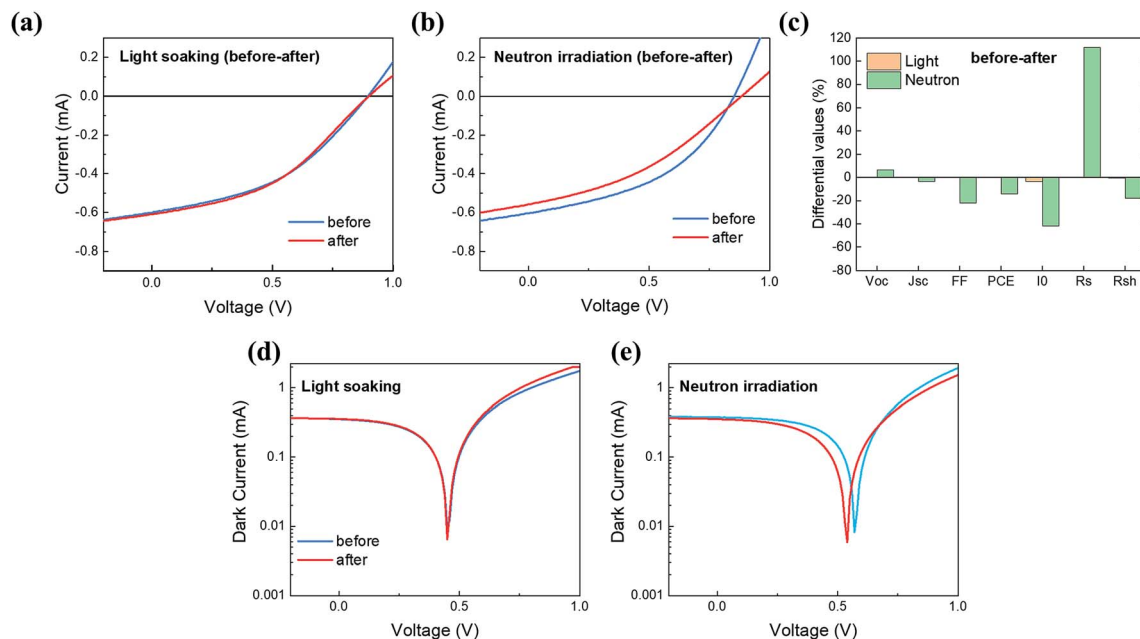 (a)
Light soaking (before-after)
0.2
0.0
-0.2
-0.4
-0.6
-0.8
Current (mA)
before
after
0.0 0.5 1.0
Voltage (V)
(b)
Neutron irradiation (before-after)
0.2
0.0
-0.2
-0.4
-0.6
-0.8
Current (mA)
before
after
0.0 0.5 1.0
Voltage (V)
(c)
before-after
Light
Neutron
120
100
80
60
40
20
0
-20
-40
-60
-80
Differential values (%)
Voc Jsc FF PCE I0 Rs Rsh
(d)
Light soaking
1
0.1
0.01
0.001
Dark Current (mA)
before
after
0.0 0.5 1.0
Voltage (V)
(e)
Neutron irradiation
1
0.1
0.01
0.001
Dark Current (mA)
0.0 0.5 1.0
Voltage (V)